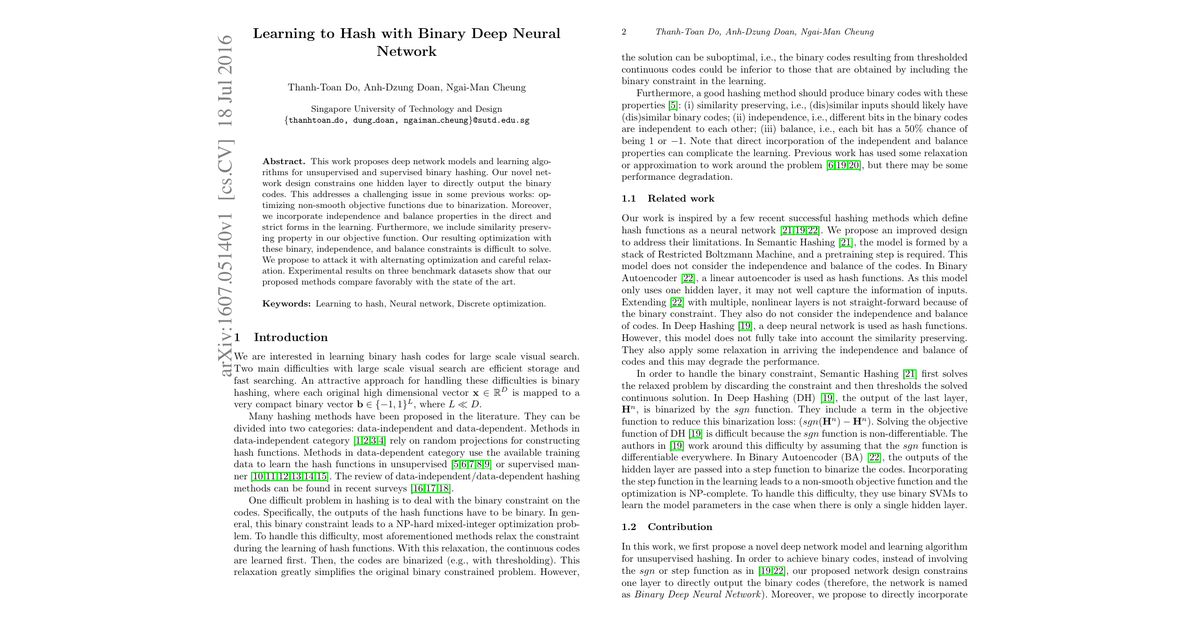 arXiv:1607.05140v1 [cs.CV] 18 Jul 2016
Learning to Hash with Binary Deep Neural
Network
Thanh-Toan Do, Anh-Dzung Doan, Ngai-Man Cheung
Singapore University of Technology and Design
{thanhtoan_do, dung_doan, ngaiman_cheung}@sutd.edu.sg
Abstract. This work proposes deep network models and learning algo-
rithms for unsupervised and supervised binary hashing. Our novel net-
work design constrains one hidden layer to directly output the binary
codes. This addresses a challenging issue in some previous works: op-
timizing non-smooth objective functions due to binarization. Moreover,
we incorporate independence and balance properties in the direct and
strict forms in the learning. Furthermore, we include similarity preserv-
ing property in our objective function. Our resulting optimization with
these binary, independence, and balance constraints is difficult to solve.
We propose to attack it with alternating optimization and careful relax-
ation. Experimental results on three benchmark datasets show that our
proposed methods compare favorably with the state of the art.
Keywords: Learning to hash, Neural network, Discrete optimization.
1 Introduction
We are interested in learning binary hash codes for large scale visual search.
Two main difficulties with large scale visual search are efficient storage and
fast searching. An attractive approach for handling these difficulties is binary
hashing, where each original high dimensional vector x ∈ ℝ^D is mapped to a
very compact binary vector b ∈ {−1, 1}^L, where L ≪ D.
Many hashing methods have been proposed in the literature. They can be
divided into two categories: data-independent and data-dependent. Methods in
data-independent category [1,2,3,4] rely on random projections for constructing
hash functions. Methods in data-dependent category use the available training
data to learn the hash functions in unsupervised [5,6,7,8,9] or supervised man-
ner [10,11,12,13,14,15]. The review of data-independent/data-dependent hashing
methods can be found in recent surveys [16,17,18].
One difficult problem in hashing is to deal with the binary constraint on the
codes. Specifically, the outputs of the hash functions have to be binary. In gen-
eral, this binary constraint leads to a NP-hard mixed-integer optimization prob-
lem. To handle this difficulty, most aforementioned methods relax the constraint
during the learning of hash functions. With this relaxation, the continuous codes
are learned first. Then, the codes are binarized (e.g., with thresholding). This
relaxation greatly simplifies the original binary constrained problem. However,
2 Thanh-Toan Do, Anh-Dzung Doan, Ngai-Man Cheung
the solution can be suboptimal, i.e., the binary codes resulting from thresholded
continuous codes could be inferior to those that are obtained by including the
binary constraint in the learning.
Furthermore, a good hashing method should produce binary codes with these
properties [5]: (i) similarity preserving, i.e., (dis)similar inputs should likely have
(dis)similar binary codes; (ii) independence, i.e., different bits in the binary codes
are independent to each other; (iii) balance, i.e., each bit has a 50% chance of
being 1 or −1. Note that direct incorporation of the independent and balance
properties can complicate the learning. Previous work has used some relaxation
or approximation to work around the problem [6,19,20], but there may be some
performance degradation.
1.1 Related work
Our work is inspired by a few recent successful hashing methods which define
hash functions as a neural network [21,19,22]. We propose an improved design
to address their limitations. In Semantic Hashing [21], the model is formed by a
stack of Restricted Boltzmann Machine, and a pretraining step is required. This
model does not consider the independence and balance of the codes. In Binary
Autoencoder [22], a linear autoencoder is used as hash functions. As this model
only uses one hidden layer, it may not well capture the information of inputs.
Extending [22] with multiple, nonlinear layers is not straight-forward because of
the binary constraint. They also do not consider the independence and balance
of codes. In Deep Hashing [19], a deep neural network is used as hash functions.
However, this model does not fully take into account the similarity preserving.
They also apply some relaxation in arriving the independence and balance of
codes and this may degrade the performance.
In order to handle the binary constraint, Semantic Hashing [21] first solves
the relaxed problem by discarding the constraint and then thresholds the solved
continuous solution. In Deep Hashing (DH) [19], the output of the last layer,
H^n, is binarized by the sgn function. They include a term in the objective
function to reduce this binarization loss: (sgn(H^n) − H^n). Solving the objective
function of DH [19] is difficult because the sgn function is non-differentiable. The
authors in [19] work around this difficulty by assuming that the sgn function is
differentiable everywhere. In Binary Autoencoder (BA) [22], the outputs of the
hidden layer are passed into a step function to binarize the codes. Incorporating
the step function in the learning leads to a non-smooth objective function and the
optimization is NP-complete. To handle this difficulty, they use binary SVMs to
learn the model parameters in the case when there is only a single hidden layer.
1.2 Contribution
In this work, we first propose a novel deep network model and learning algorithm
for unsupervised hashing. In order to achieve binary codes, instead of involving
the sgn or step function as in [19,22], our proposed network design constrains
one layer to directly output the binary codes (therefore, the network is named
as Binary Deep Neural Network). Moreover, we propose to directly incorporate